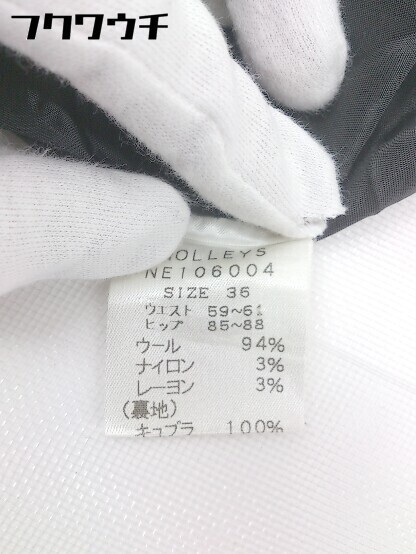 フクワウチ
NE106004
SIZE 36
ウエスト 59~61
ヒップ 85~88
ウール 94%
ナイロン 3%
レーヨン 3%
(裏地)
キュプラ 100%